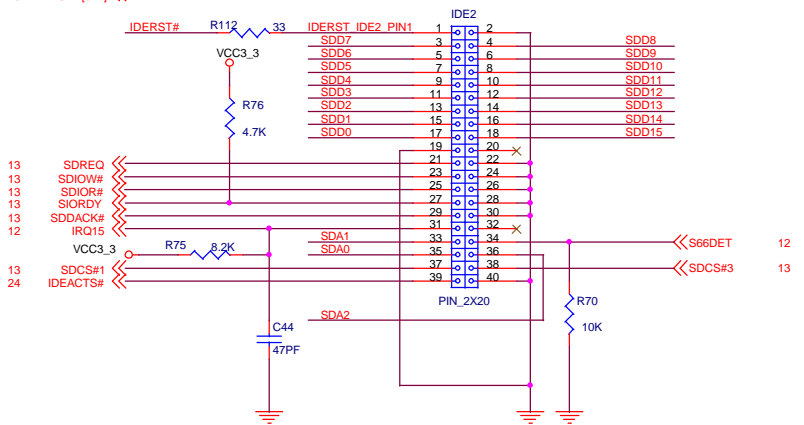 IDE2
IDERST# R112 33 IDERST_IDE2_PIN1 1 2
SDD7 3 4 SDD8
VCC3_3 SDD6 5 6 SDD9
SDD5 7 8 SDD10
SDD4 9 10 SDD11
R76 SDD3 11 12 SDD12
SDD2 13 14 SDD13
4.7K SDD1 15 16 SDD14
SDD0 17 18 SDD15
19 20
13 SDREQ 21 22
13 SDIOW# 23 24
13 SDIOR# 25 26
13 SIORDY 27 28
13 SDDACK# 29 30
12 IRQ15 31 32
SDA1 33 34 S66DET 12
VCC3_3 R75 8.2K SDA0 35 36
13 SDCS#1 37 38 SDCS#3 13
24 IDEACTS# 39 40
PIN_2X20 R70
SDA2
C44 10K
47PF